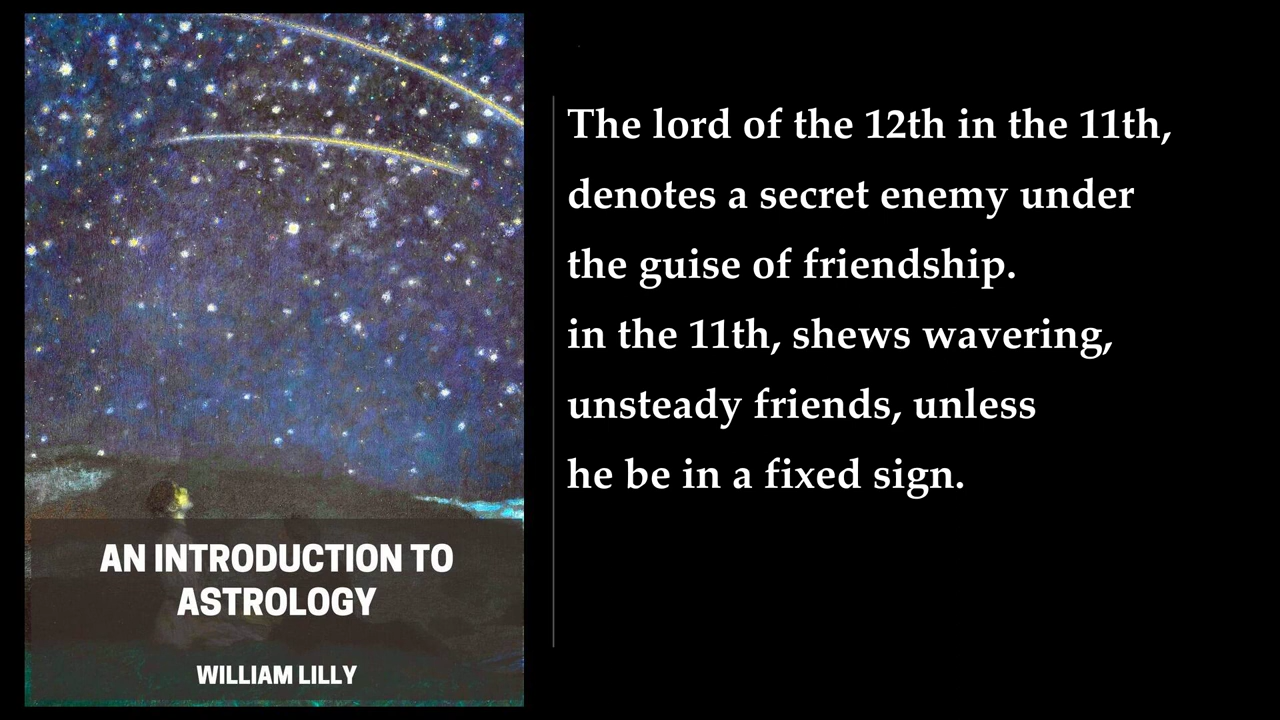 AN INTRODUCTION TO
ASTROLOGY
WILLIAM LILLY
The lord of the 12th in the 11th,
denotes a secret enemy under
the guise of friendship.
in the 11th, shews wavering,
unsteady friends, unless
he be in a fixed sign.